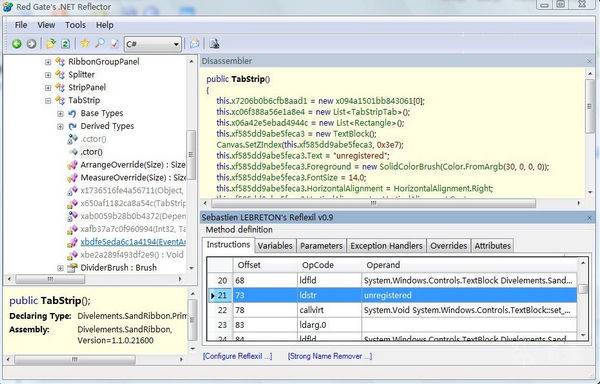 Red Gate's .NET Reflector
File View Tools Help
C#
RibbonGroupPanel
Splitter
StripPanel
TabStrip
Base Types
Derived Types
.cctor()
.ctor()
ArrangeOverride(Size) : Siz
MeasureOverride(Size) : Siz
x1736516fe4a56711(Object,
x650af1182ca8a54c(TabStrip
xab0059b28b0b4372(Depen
xafb37a7c0f960994(Int32, Ta
xbdfe5eda6c1a4194(EventAr
xbe2a289f493df2e9() : Void
DividerBrush : Brush
public TabStrip();
Declaring Type: Divelements.SandRibbon.Prim
Assembly: Divelements.SandRibbon,
Version=1.1.0.21600
Disassembler
public TabStrip()
{
this.x7206b0b6cfb8aad1 = new x094a1501bb843061[0];
this.xc06f388a56e1a8e4 = new List<TabStripTab>();
this.x06a42e5ebad4944c = new List<Rectangle>();
this.xf585dd9abe5feca3 = new TextBlock();
Canvas.SetZIndex(this.xf585dd9abe5feca3, 0x3e7);
this.xf585dd9abe5feca3.Text = "unregistered";
this.xf585dd9abe5feca3.Foreground = new SolidColorBrush(Color.FromArgb(30, 0, 0, 0));
this.xf585dd9abe5feca3.FontSize = 14.0;
this.xf585dd9abe5feca3.HorizontalAlignment = HorizontalAlignment.Right;
Sebastien LEBRETON's Reflexil v0.9
Method definition
Instructions Variables Parameters Exception Handlers Overrides Attributes
Offset OpCode Operand
20 68 ldfld System.Windows.Controls.TextBlock Divelements.Sand...
21 73 ldstr unregistered
22 78 callvirt System.Void System.Windows.Controls.TextBlock::set_...
23 83 ldarg.0
24 84 ldfld System.Windows.Controls.TextBlock Divelements.Sand...
[Configure Reflexil ...] [Strong Name Remover ...]